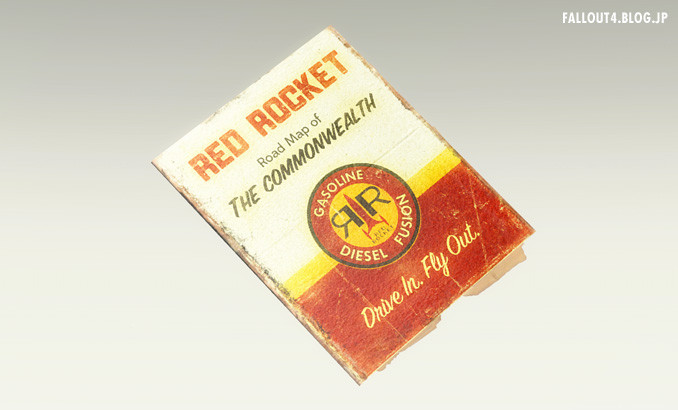 FALLOUT4.BLOG.JP
RED ROCKET
Road Map of
THE COMMONWEALTH
GASOLINE
RR
DIESEL FUSION
Drive In. Fly Out.